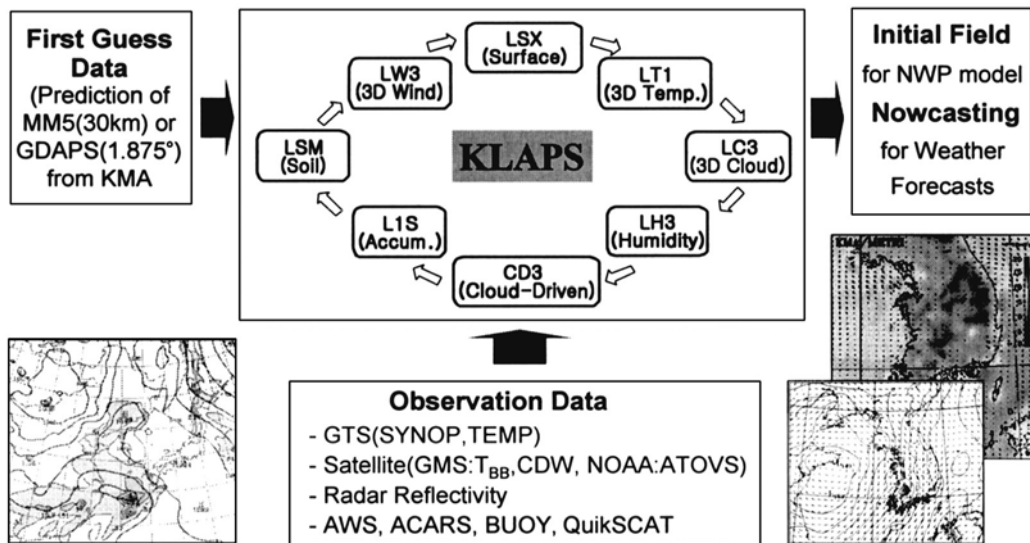 First Guess
Data
(Prediction of
MM5(30km) or
GDAPS(1.875°)
from KMA
LSX
(Surface)
LT1
(3D Temp.)
LC3
(3D Cloud)
LH3
(Humidity)
CD3
(Cloud-Driven)
L1S
(Accum.)
LSM
(Soil)
LW3
(3D Wind)
KLAPS
Initial Field
for NWP model
Nowcasting
for Weather
Forecasts
Observation Data
- GTS(SYNOP,TEMP)
- Satellite(GMS:TBB,CDW, NOAA:ATOVS)
- Radar Reflectivity
- AWS, ACARS, BUOY, QuikSCAT